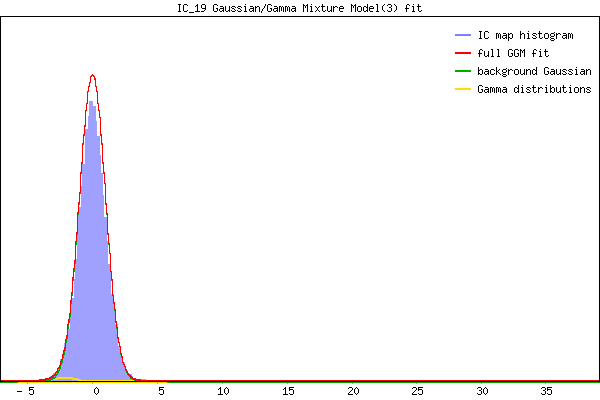 IC_19 Gaussian/Gamma Mixture Model(3) fit
IC map histogram
full GGM fit
background Gaussian
Gamma distributions
- 5 0 5 10 15 20 25 30 35